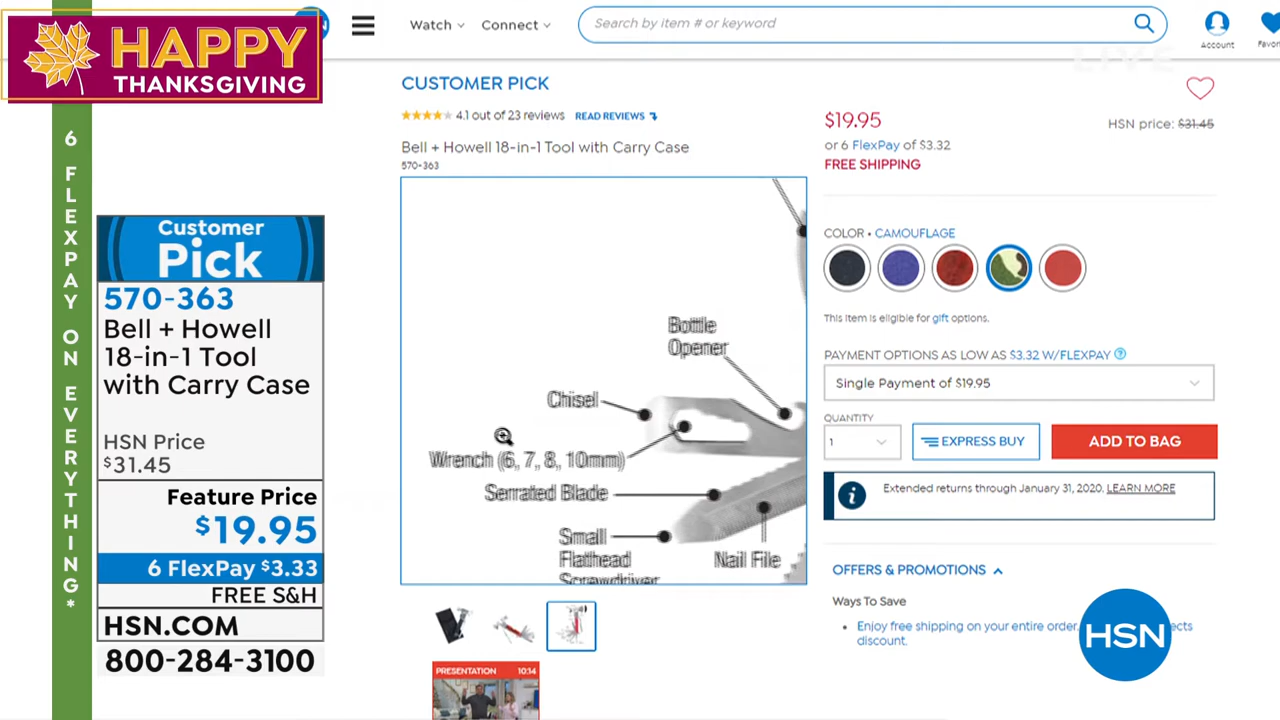 HAPPY
THANKSGIVING
6 FLEXPAY ON EVERYTHING*
Customer
Pick
570-363
Bell + Howell
18-in-1 Tool
with Carry Case
HSN Price
$31.45
Feature Price
$19.95
6 FlexPay $3.33
FREE S&H
HSN.COM
800-284-3100
Watch
Connect
Search by item # or keyword
Account
LIVE
CUSTOMER PICK
4.1 out of 23 reviews READ REVIEWS
Bell + Howell 18-in-1 Tool with Carry Case
570-363
Bottle
Opener
Chisel
Wrench (6, 7, 8, 10mm)
Serrated Blade
Small
Flathead
Screwdriver
Nail File
PRESENTATION 10:14
$19.95
HSN price: $31.45
or 6 FlexPay of $3.32
FREE SHIPPING
COLOR • CAMOUFLAGE
This item is eligible for gift options.
PAYMENT OPTIONS AS LOW AS $3.32 W/FLEXPAY ?
Single Payment of $19.95
QUANTITY
1
EXPRESS BUY
ADD TO BAG
Extended returns through January 31, 2020. LEARN MORE
OFFERS & PROMOTIONS
Ways To Save
Enjoy free shipping on your entire order.
discount.
HSN